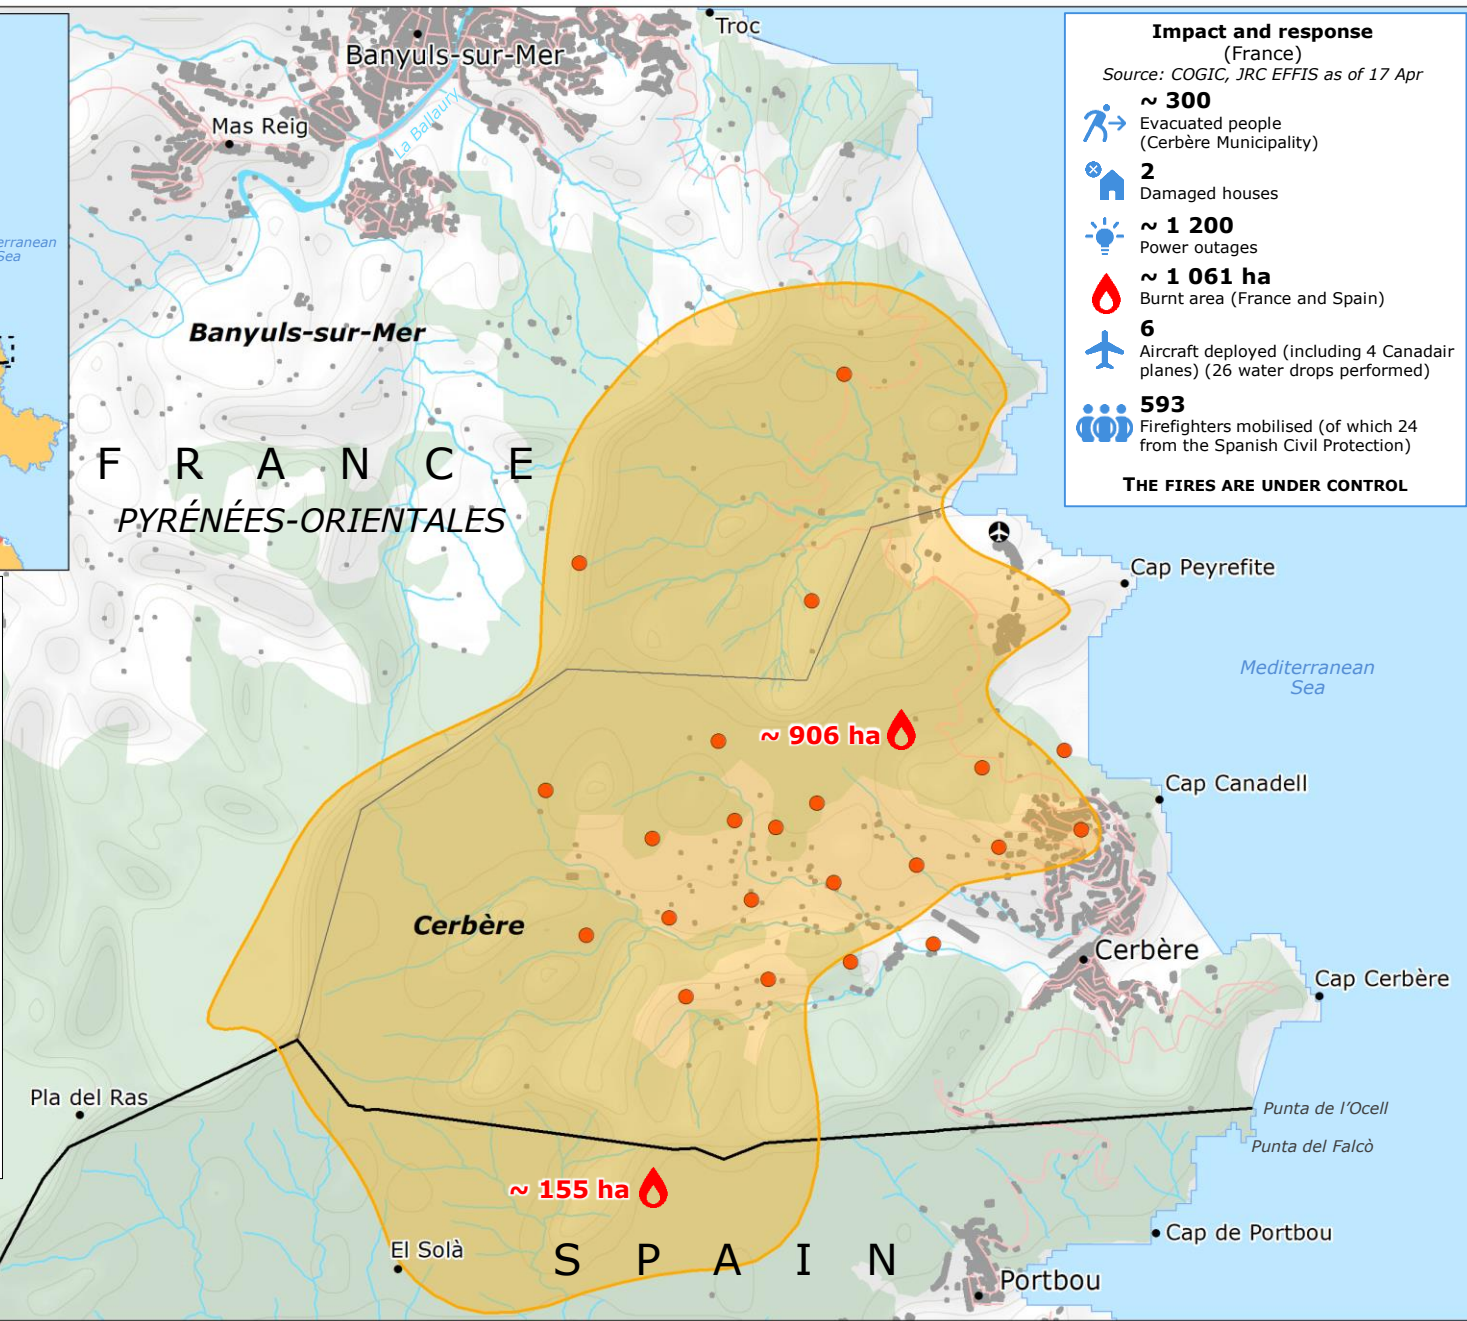 Troc
Banyuls-sur-Mer
La Ballaury
Mas Reig
Sea
Banyuls-sur-Mer
F R A N C E
PYRÉNÉES-ORIENTALES
Impact and response
(France)
Source: COGIC, JRC EFFIS as of 17 Apr
~ 300
Evacuated people
(Cerbère Municipality)
2
Damaged houses
~ 1 200
Power outages
~ 1 061 ha
Burnt area (France and Spain)
6
Aircraft deployed (including 4 Canadair
planes) (26 water drops performed)
593
Firefighters mobilised (of which 24
from the Spanish Civil Protection)
THE FIRES ARE UNDER CONTROL
Cap Peyrefite
Mediterranean
Sea
~ 906 ha
Cap Canadell
Cerbère
Cerbère
Cap Cerbère
Pla del Ras
Punta de l'Ocell
Punta del Falcò
~ 155 ha
El Solà
S P A I N
Cap de Portbou
Portbou